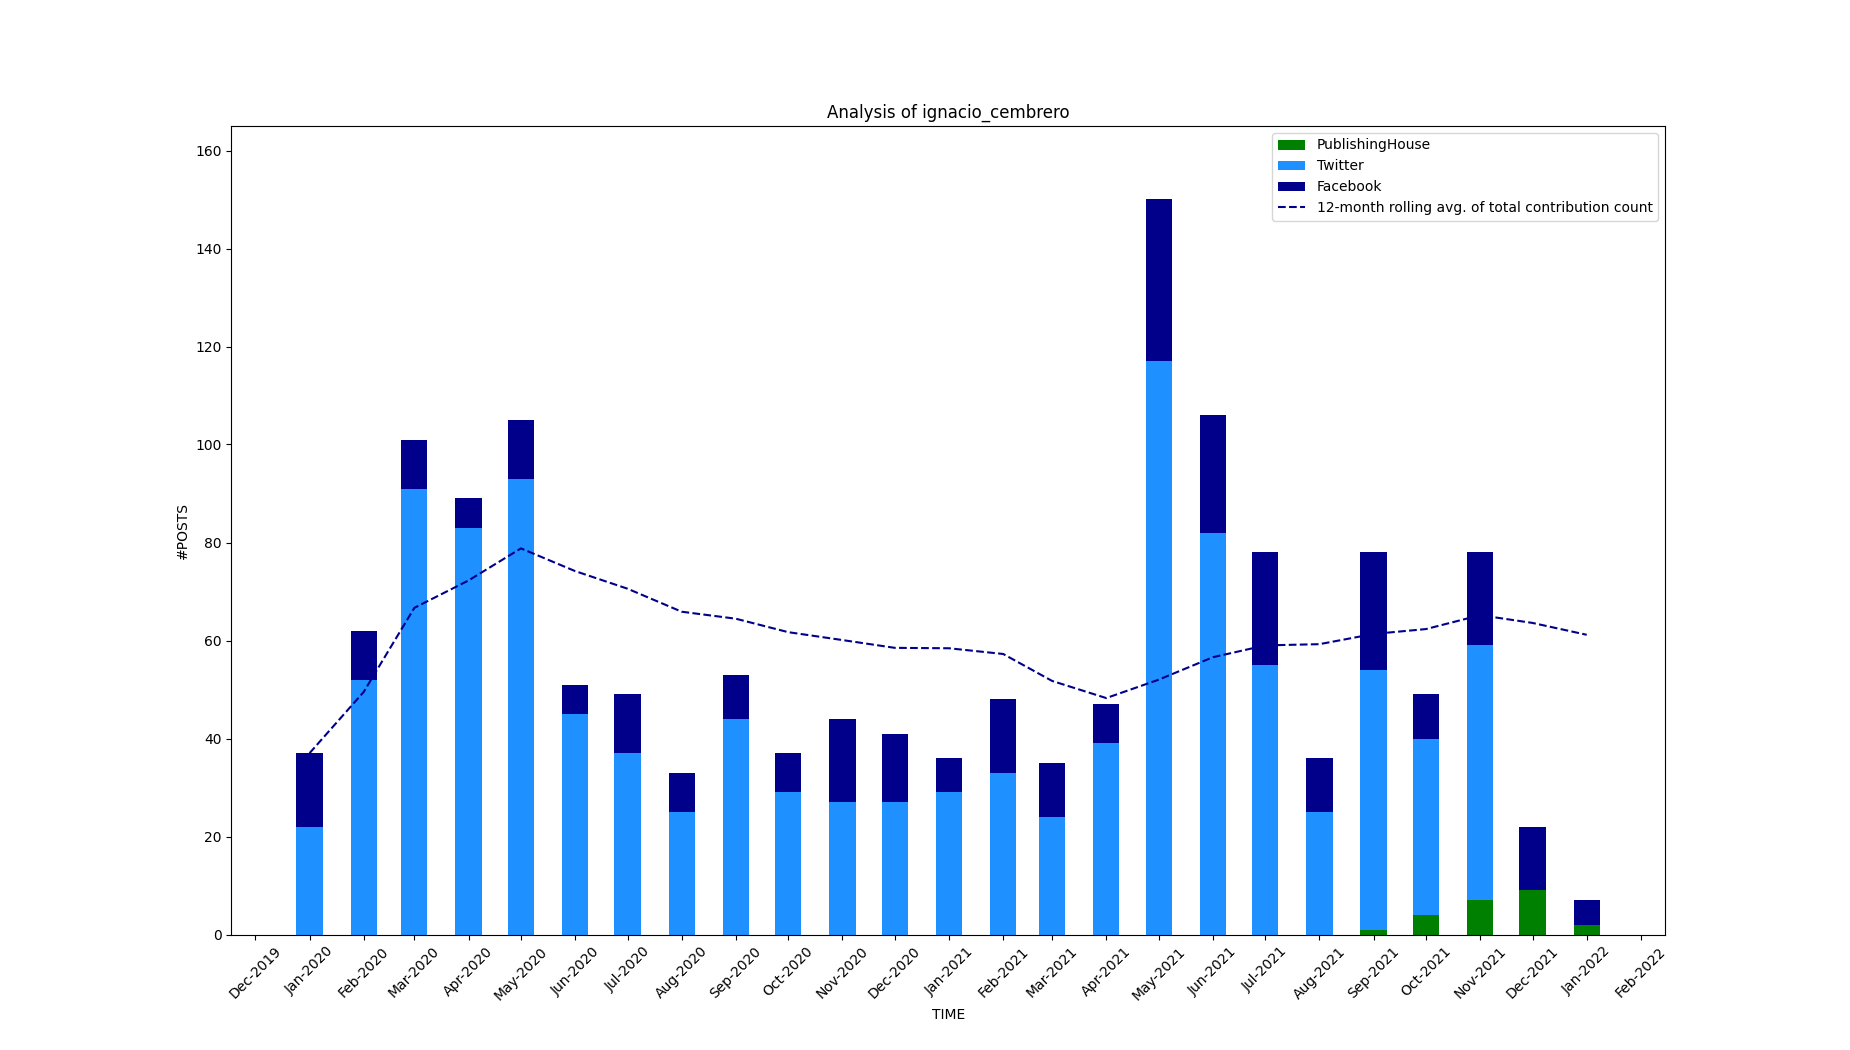 Analysis of ignacio_cembrero
PublishingHouse
Twitter
Facebook
12-month rolling avg. of total contribution count
#POSTS
160
140
120
100
80
60
40
20
0
Dec-2019
Jan-2020
Feb-2020
Mar-2020
Apr-2020
May-2020
Jun-2020
Jul-2020
Aug-2020
Sep-2020
Oct-2020
Nov-2020
Dec-2020
Jan-2021
Feb-2021
Mar-2021
Apr-2021
May-2021
Jun-2021
Jul-2021
Aug-2021
Sep-2021
Oct-2021
Nov-2021
Dec-2021
Jan-2022
Feb-2022
TIME